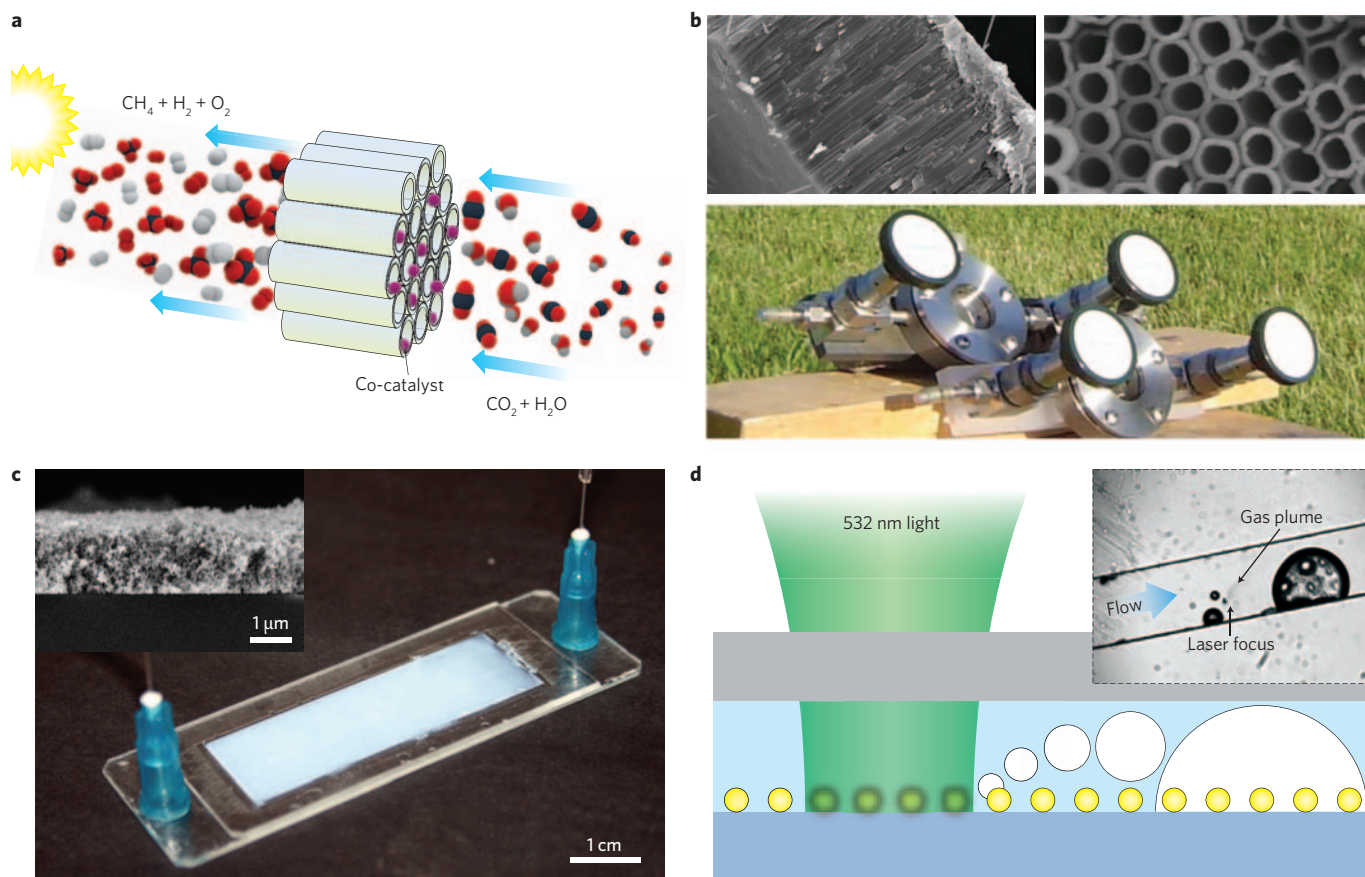 a
CH₄ + H₂ + O₂
Co-catalyst
CO₂ + H₂O
b
c
1 µm
1 cm
d
532 nm light
Gas plume
Flow
Laser focus